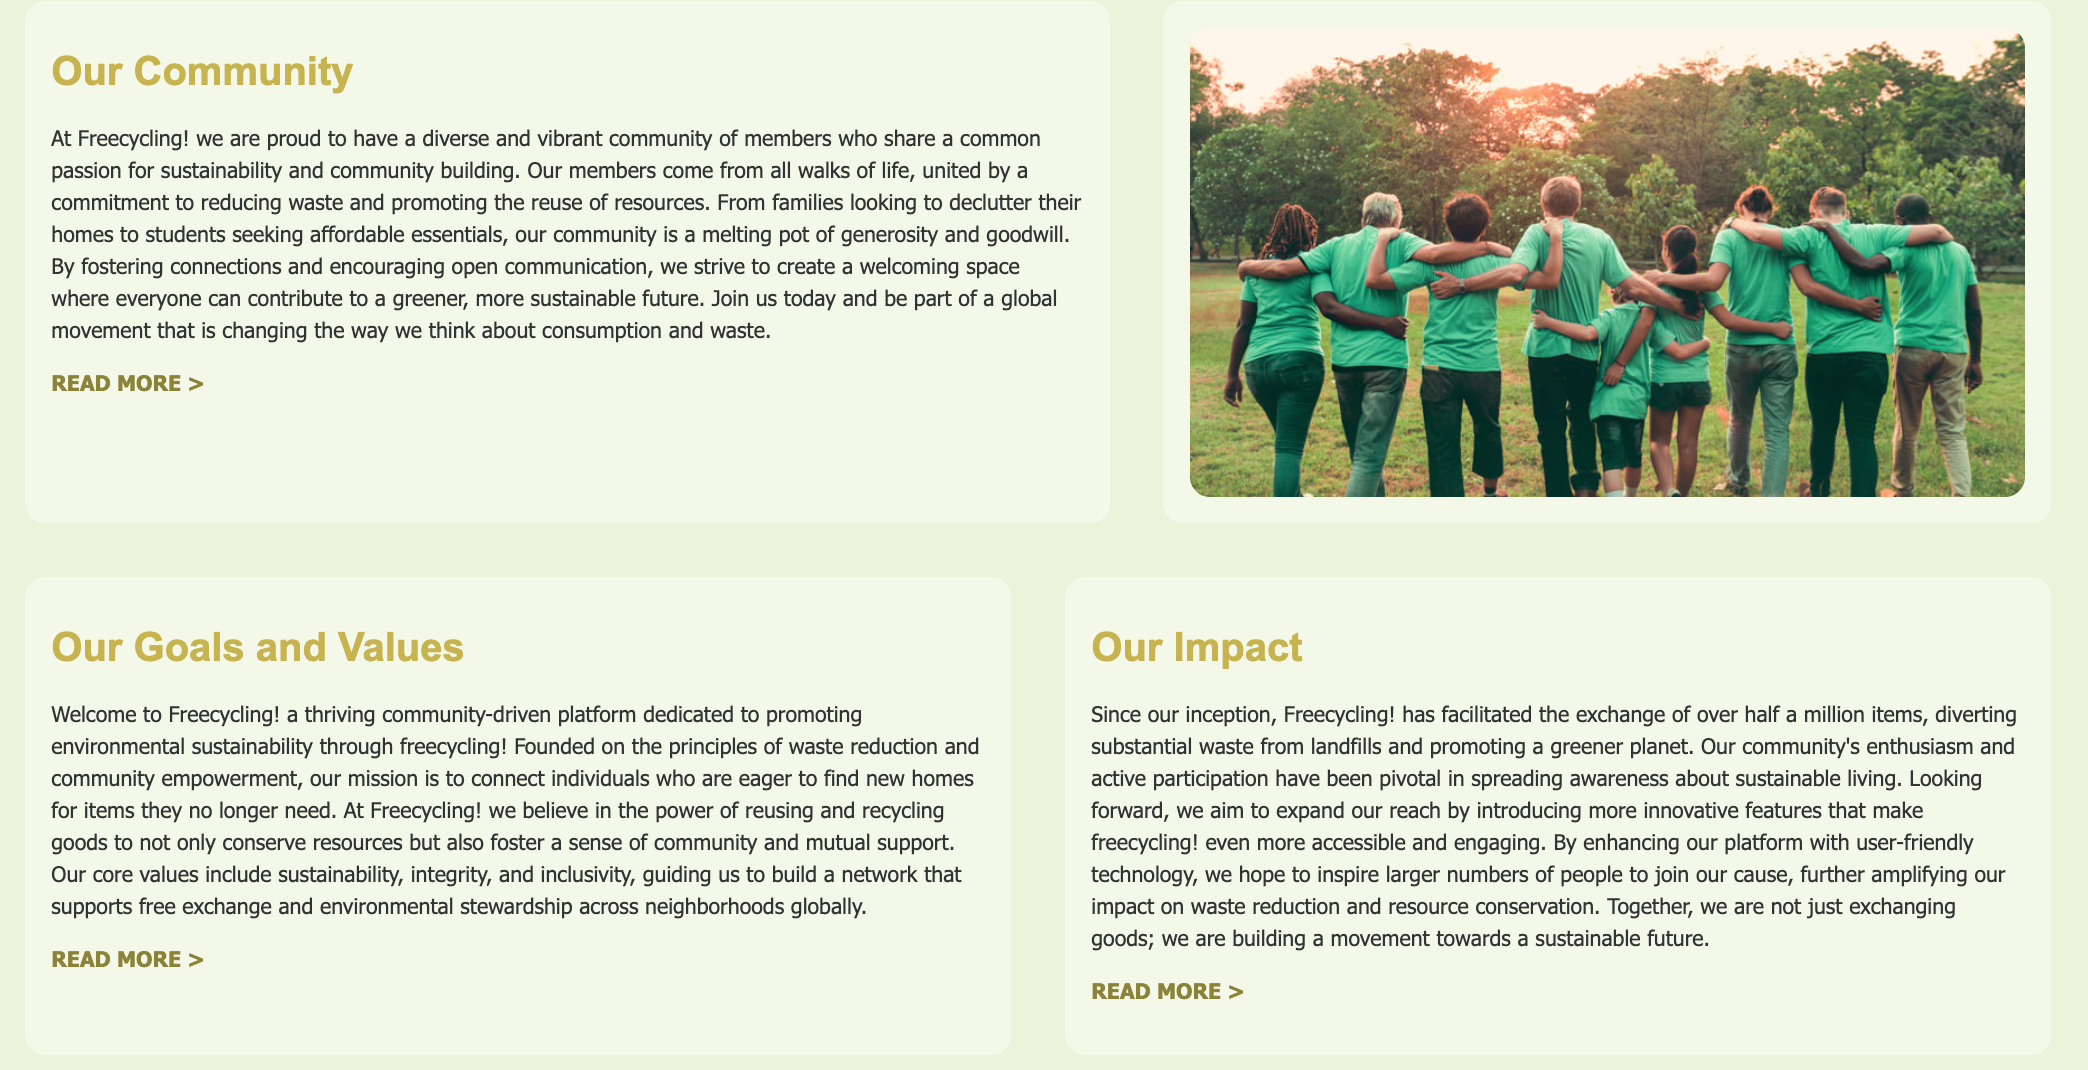 Our Community
At Freecycling! we are proud to have a diverse and vibrant community of members who share a common
passion for sustainability and community building. Our members come from all walks of life, united by a
commitment to reducing waste and promoting the reuse of resources. From families looking to declutter their
homes to students seeking affordable essentials, our community is a melting pot of generosity and goodwill.
By fostering connections and encouraging open communication, we strive to create a welcoming space
where everyone can contribute to a greener, more sustainable future. Join us today and be part of a global
movement that is changing the way we think about consumption and waste.
READ MORE >
Our Goals and Values
Welcome to Freecycling! a thriving community-driven platform dedicated to promoting
environmental sustainability through freecycling! Founded on the principles of waste reduction and
community empowerment, our mission is to connect individuals who are eager to find new homes
for items they no longer need. At Freecycling! we believe in the power of reusing and recycling
goods to not only conserve resources but also foster a sense of community and mutual support.
Our core values include sustainability, integrity, and inclusivity, guiding us to build a network that
supports free exchange and environmental stewardship across neighborhoods globally.
READ MORE >
Our Impact
Since our inception, Freecycling! has facilitated the exchange of over half a million items, diverting
substantial waste from landfills and promoting a greener planet. Our community's enthusiasm and
active participation have been pivotal in spreading awareness about sustainable living. Looking
forward, we aim to expand our reach by introducing more innovative features that make
freecycling! even more accessible and engaging. By enhancing our platform with user-friendly
technology, we hope to inspire larger numbers of people to join our cause, further amplifying our
impact on waste reduction and resource conservation. Together, we are not just exchanging
goods; we are building a movement towards a sustainable future.
READ MORE >